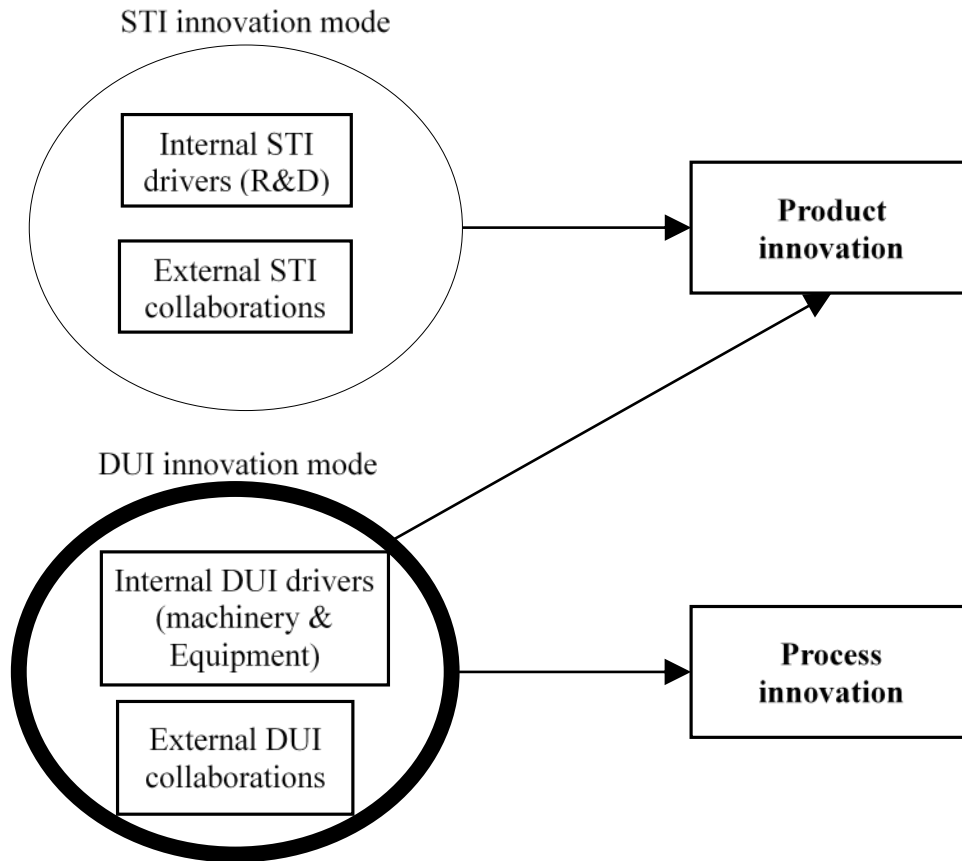 STI innovation mode
Internal STI
drivers (R&D)
External STI
collaborations
Product
innovation
DUI innovation mode
Internal DUI drivers
(machinery &
Equipment)
External DUI
collaborations
Process
innovation